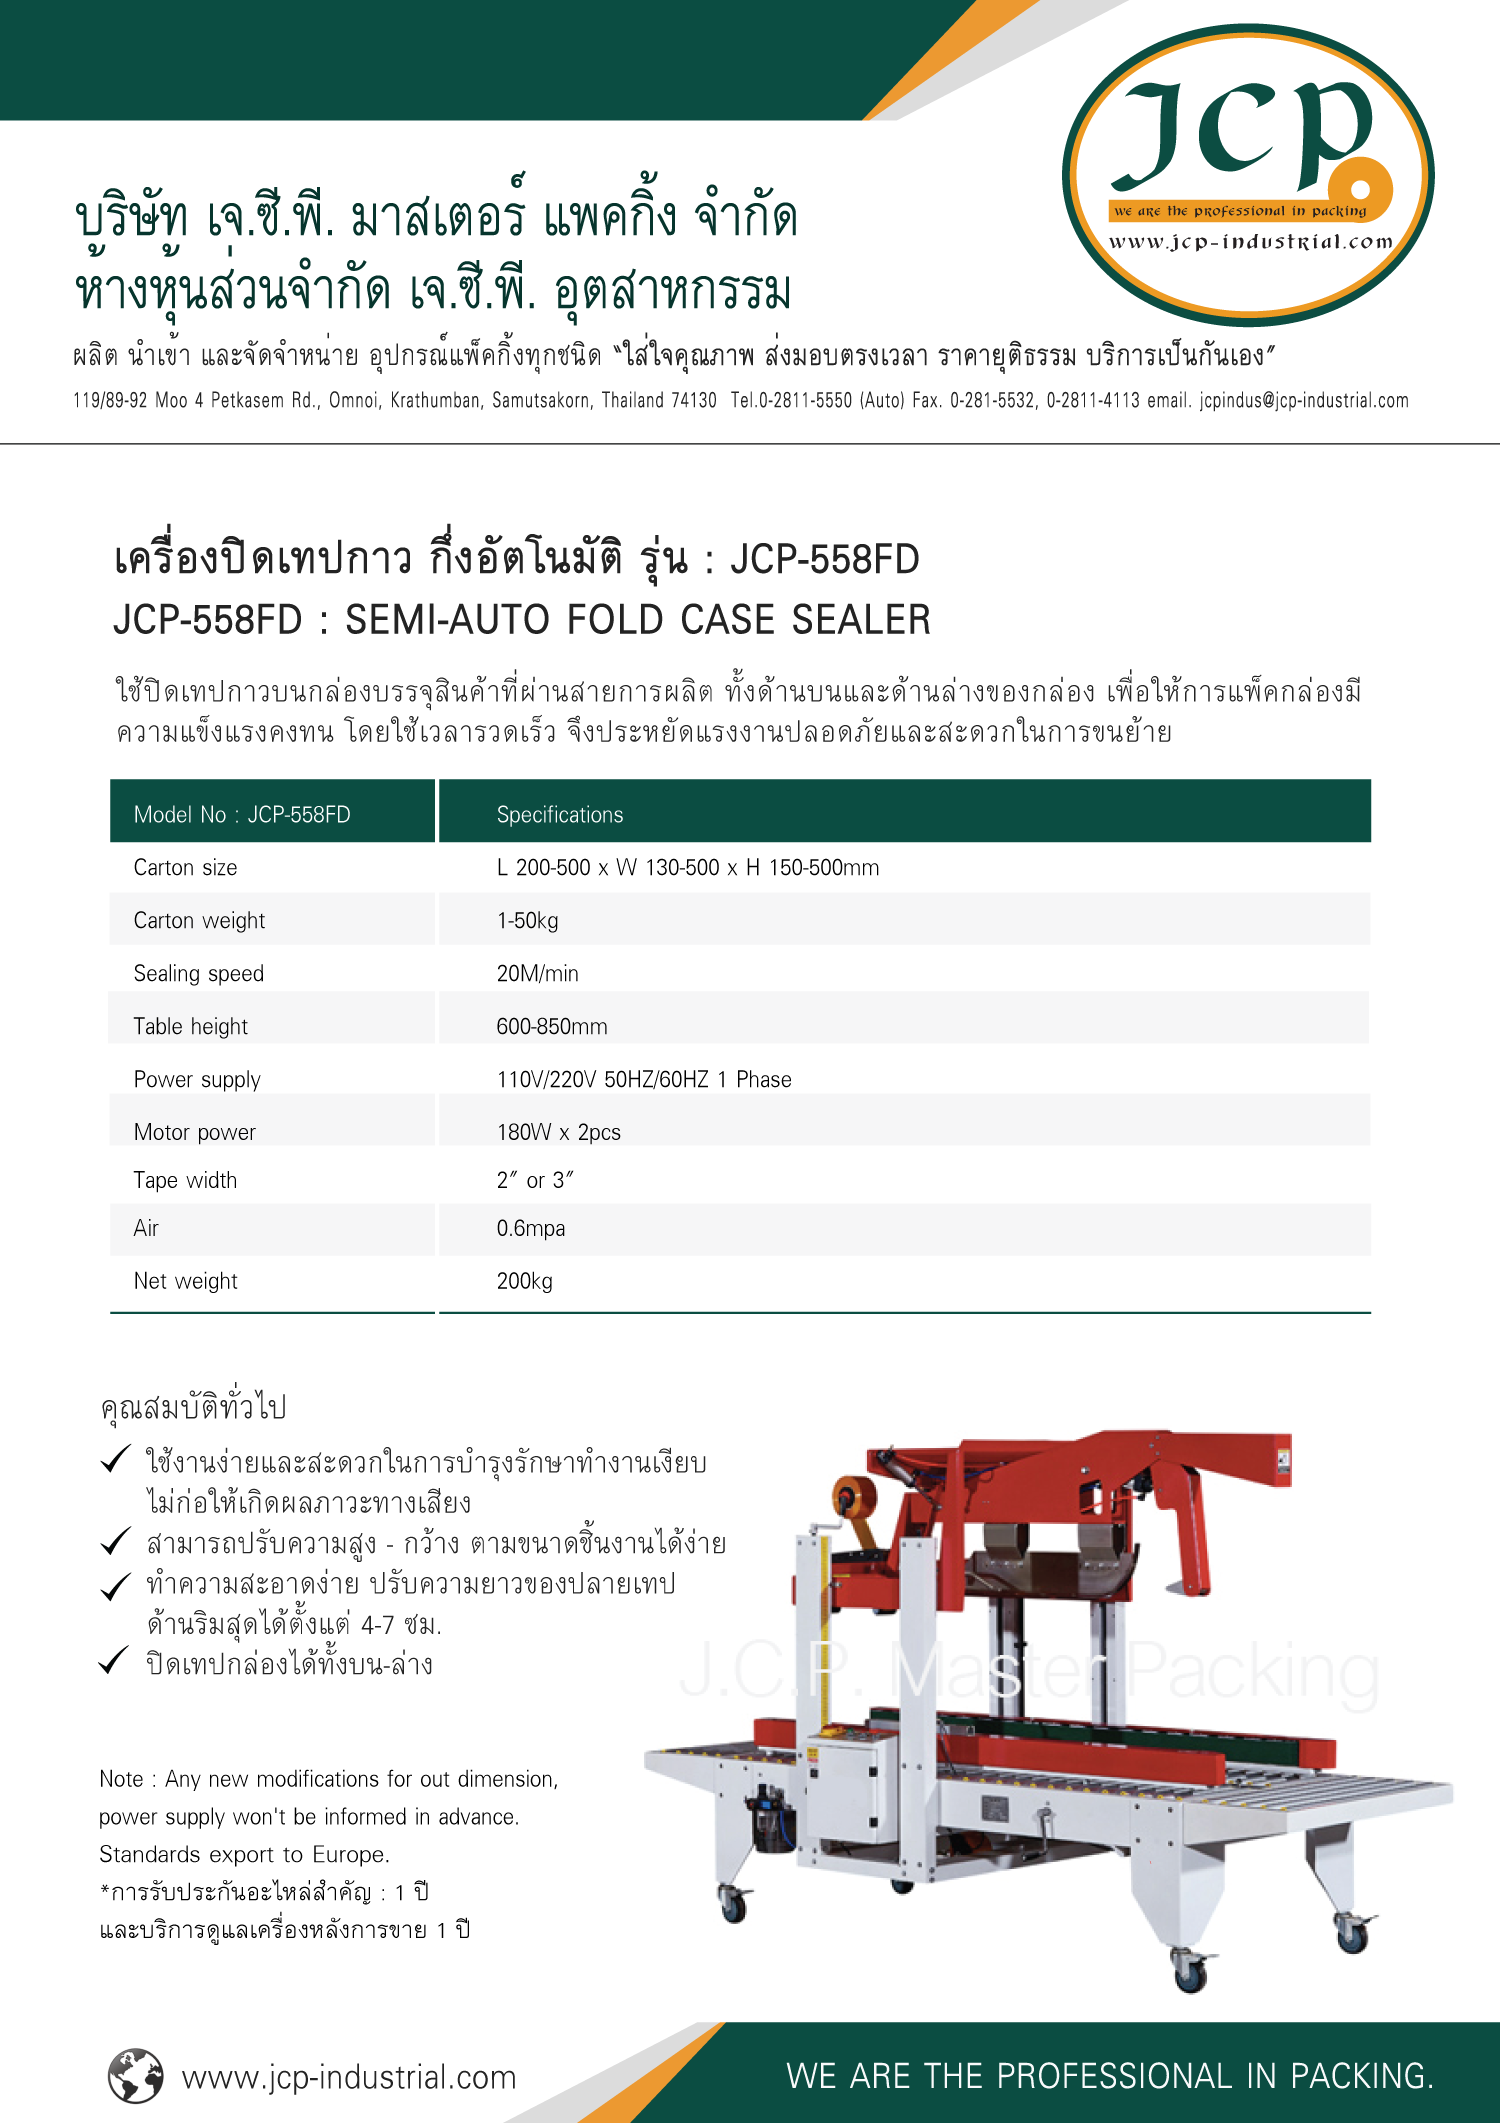 JCP
we are the professional in packing
www.jcp-industrial.com
บริษัท เจ.ซี.พี. มาสเตอร์ แพคกิ้ง จำกัด
ห้างหุ้นส่วนจำกัด เจ.ซี.พี. อุตสาหกรรม
ผลิต นำเข้า และจัดจำหน่าย อุปกรณ์แพ็คกิ้งทุกชนิด "ใส่ใจคุณภาพ ส่งมอบตรงเวลา ราคายุติธรรม บริการเป็นกันเอง"
119/89-92 Moo 4 Petkasem Rd., Omnoi, Krathumban, Samutsakorn, Thailand 74130 Tel.0-2811-5550 (Auto) Fax. 0-281-5532, 0-2811-4113 email. jcpindus@jcp-industrial.com
เครื่องปิดเทปกาว กึ่งอัตโนมัติ รุ่น : JCP-558FD
JCP-558FD : SEMI-AUTO FOLD CASE SEALER
ใช้ปิดเทปกาวบนกล่องบรรจุสินค้าที่ผ่านสายการผลิต ทั้งด้านบนและด้านล่างของกล่อง เพื่อให้การแพ็คกล่องมี
ความแข็งแรงคงทน โดยใช้เวลารวดเร็ว จึงประหยัดแรงงานปลอดภัยและสะดวกในการขนย้าย
Model No : JCP-558FD Specifications
Carton size L 200-500 x W 130-500 x H 150-500mm
Carton weight 1-50kg
Sealing speed 20M/min
Table height 600-850mm
Power supply 110V/220V 50HZ/60HZ 1 Phase
Motor power 180W x 2pcs
Tape width 2" or 3"
Air 0.6mpa
Net weight 200kg
คุณสมบัติทั่วไป
ใช้งานง่ายและสะดวกในการบำรุงรักษาทำงานเงียบ
ไม่ก่อให้เกิดผลภาวะทางเสียง
สามารถปรับความสูง - กว้าง ตามขนาดชิ้นงานได้ง่าย
ทำความสะอาดง่าย ปรับความยาวของปลายเทป
ด้านริมสุดได้ตั้งแต่ 4-7 ซม.
ปิดเทปกล่องได้ทั้งบน-ล่าง
J.C.P. Master Packing
Note : Any new modifications for out dimension,
power supply won't be informed in advance.
Standards export to Europe.
*การรับประกันอะไหล่สำคัญ : 1 ปี
และบริการดูแลเครื่องหลังการขาย 1 ปี
www.jcp-industrial.com
WE ARE THE PROFESSIONAL IN PACKING.